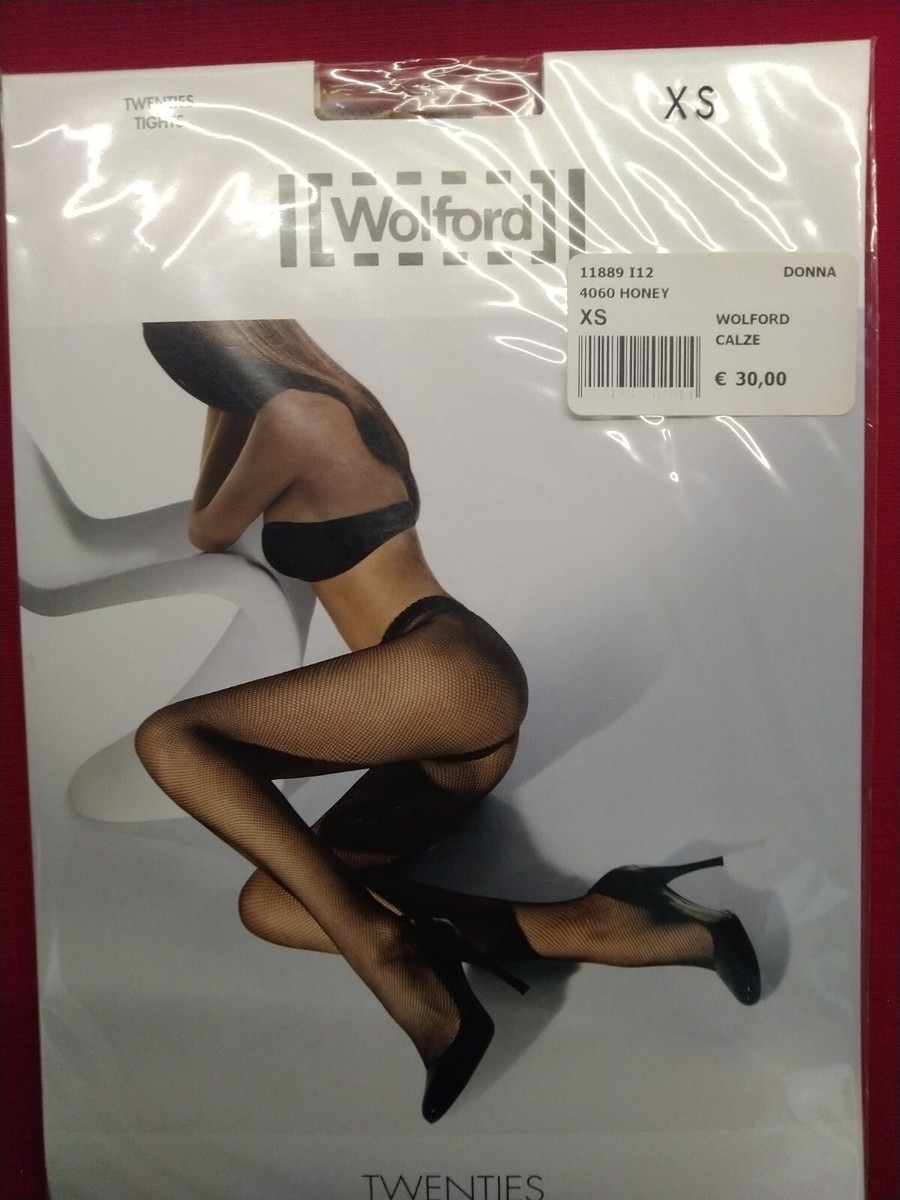 TWENTIES
TIGHTS
XS
Wolford
11889 I12 DONNA
4060 HONEY
XS
WOLFORD
CALZE
€ 30,00
TWENTIES